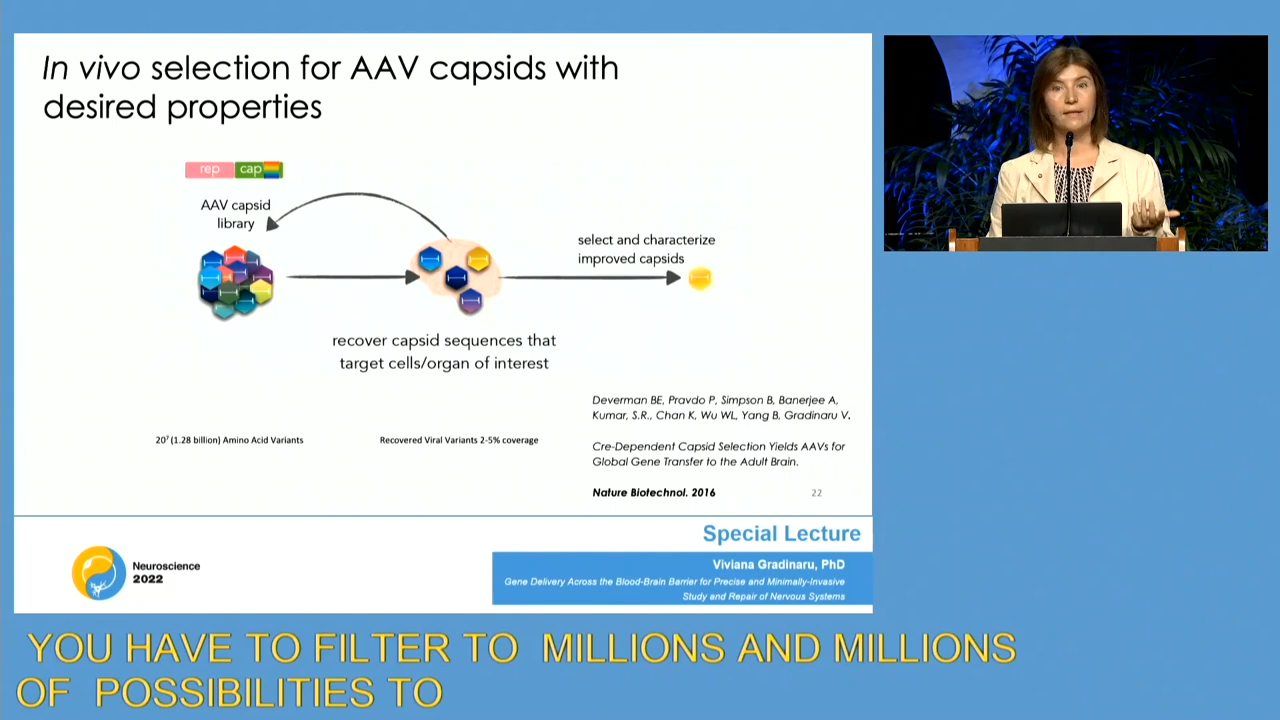 In vivo selection for AAV capsids with
desired properties
rep cap
AAV capsid
library
select and characterize
improved capsids
recover capsid sequences that
target cells/organ of interest
20⁷ (1.28 billion) Amino Acid Variants
Recovered Viral Variants 2-5% coverage
Deverman BE, Pravdo P, Simpson B, Banerjee A,
Kumar, S.R., Chan K, Wu WL, Yang B, Gradinaru V.
Cre-Dependent Capsid Selection Yields AAVs for
Global Gene Transfer to the Adult Brain.
Nature Biotechnol. 2016
22
Special Lecture
Neuroscience
2022
Viviana Gradinaru, PhD
Gene Delivery Across the Blood-Brain Barrier for Precise and Minimally-Invasive
Study and Repair of Nervous Systems
YOU HAVE TO FILTER TO MILLIONS AND MILLIONS
OF POSSIBILITIES TO